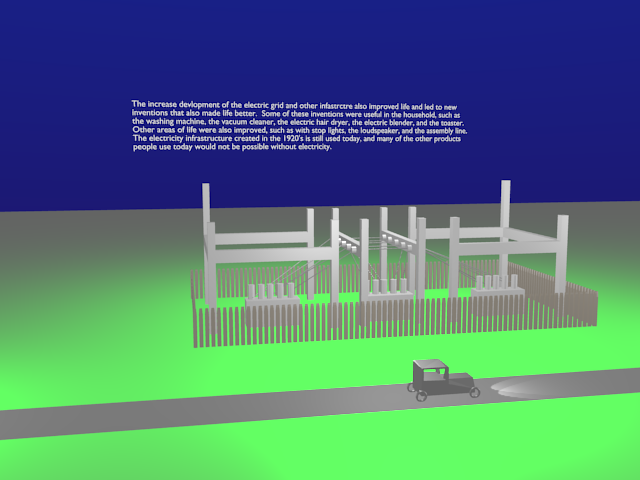 The increase devlopment of the electric grid and other infastrctre also improved life and led to new
inventions that also made life better.  Some of these inventions were useful in the household, such as
the washing machine, the vacuum cleaner, the electric hair dryer, the electric blender, and the toaster.
Other areas of life were also improved, such as with stop lights, the loudspeaker, and the assembly line.
The electricity infrastructure created in the 1920's is still used today, and many of the other products
people use today would not be possible without electricity.